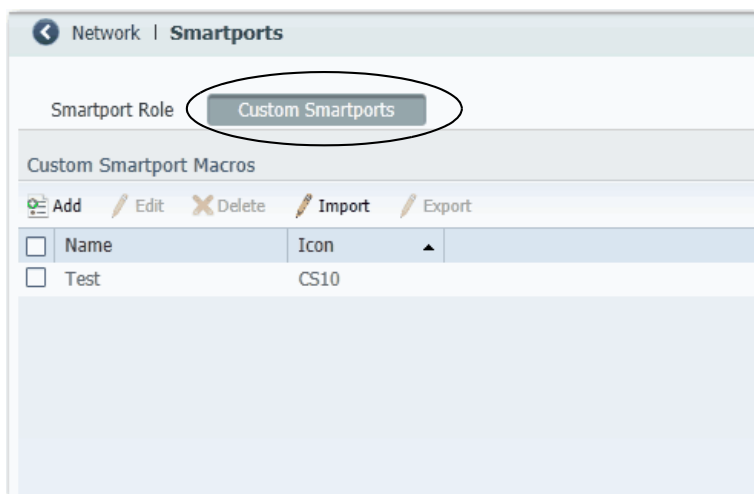 Network | Smartports
Smartport Role Custom Smartports
Custom Smartport Macros
Add Edit Delete Import Export
Name Icon
Test CS10